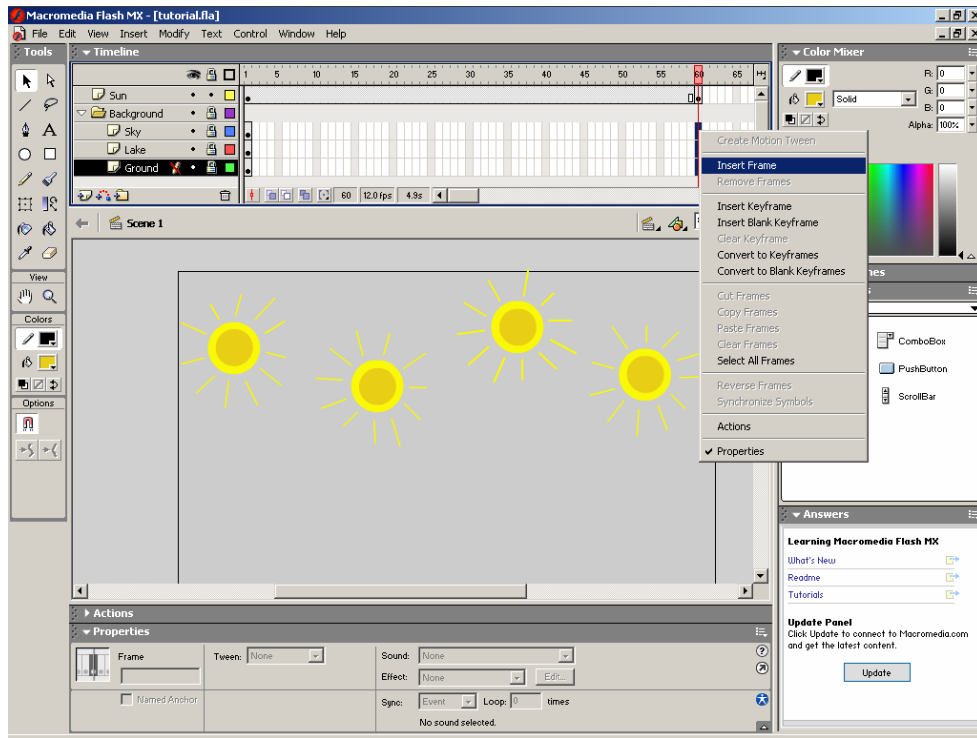 Macromedia Flash MX - [tutorial.fla]
File Edit View Insert Modify Text Control Window Help
Tools
Timeline
1 5 10 15 20 25 30 35 40 45 50 55 60 65
Sun
Background
Sky
Lake
Ground
60 12.0 fps 4.9s
Scene 1
View
Colors
Options
Create Motion Tween
Insert Frame
Remove Frames
Insert Keyframe
Insert Blank Keyframe
Clear Keyframe
Convert to Keyframes
Convert to Blank Keyframes
Cut Frames
Copy Frames
Paste Frames
Clear Frames
Select All Frames
Reverse Frames
Synchronize Symbols
Actions
Properties
Color Mixer
R: 0
G: 0
Solid
B: 0
Alpha: 100%
ComboBox
PushButton
ScrollBar
Answers
Learning Macromedia Flash MX
What's New
Readme
Tutorials
Update Panel
Click Update to connect to Macromedia.com
and get the latest content.
Update
Actions
Properties
Frame
Tween: None
Sound: None
Effect: None
Edit...
Named Anchor
Sync: Event
Loop: 0 times
No sound selected.